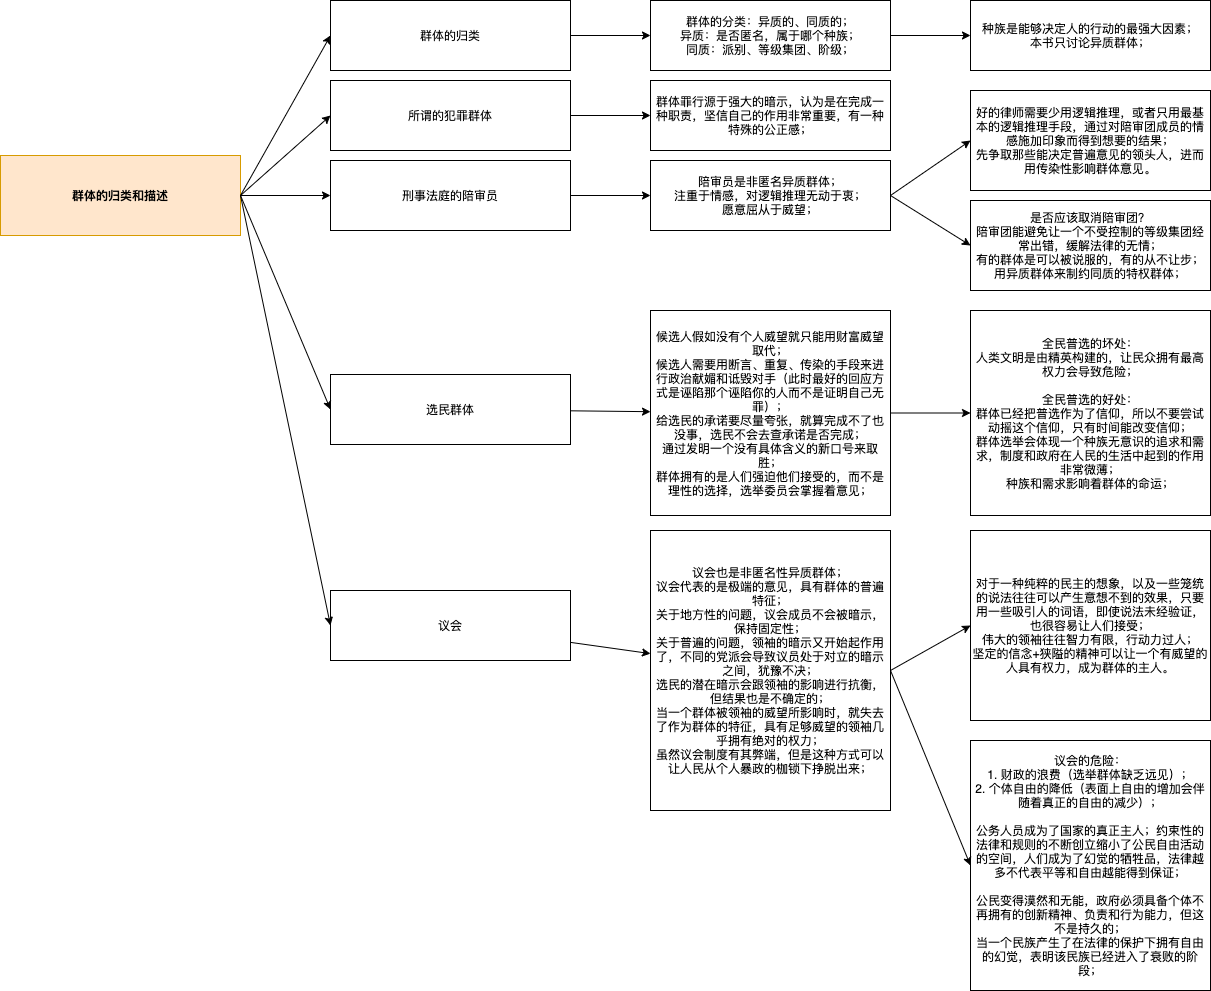 群体的归类和描述
群体的归类
群体的分类：异质的、同质的；
异质：是否匿名，属于哪个种族；
同质：派别、等级集团、阶级；
种族是能够决定人的行动的最强大因素；
本书只讨论异质群体；
所谓的犯罪群体
群体罪行源于强大的暗示，认为是在完成一
种职责，坚信自己的作用非常重要，有一种
特殊的公正感；
刑事法庭的陪审员
陪审员是非匿名异质群体；
注重于情感，对逻辑推理无动于衷；
愿意屈从于威望；
好的律师需要少用逻辑推理，或者只用最基
本的逻辑推理手段，通过对陪审团成员的情
感施加印象而得到想要的结果；
先争取那些能决定普遍意见的领头人，进而
用传染性影响群体意见。
是否应该取消陪审团？
陪审团能避免让一个不受控制的等级集团经
常出错，缓解法律的无情；
有的群体是可以被说服的，有的从不让步；
用异质群体来制约同质的特权群体；
选民群体
候选人假如没有个人威望就只能用财富威望
取代；
候选人需要用断言、重复、传染的手段来进
行政治献媚和诋毁对手（此时最好的回应方
式是诬陷那个诬陷你的人而不是证明自己无
罪）；
给选民的承诺要尽量夸张，就算完成不了也
没事，选民不会去查承诺是否完成；
通过发明一个没有具体含义的新口号来取
胜；
群体拥有的是人们强迫他们接受的，而不是
理性的选择，选举委员会掌握着意见；
全民普选的坏处：
人类文明是由精英构建的，让民众拥有最高
权力会导致危险；
全民普选的好处：
群体已经把普选作为了信仰，所以不要尝试
动摇这个信仰，只有时间能改变信仰；
群体选举会体现一个种族无意识的追求和需
求，制度和政府在人民的生活中起到的作用
非常微薄；
种族和需求影响着群体的命运；
议会
议会也是非匿名性异质群体；
议会代表的是极端的意见，具有群体的普遍
特征；
关于地方性的问题，议会成员不会被暗示，
保持固定性；
关于普遍的问题，领袖的暗示又开始起作用
了，不同的党派会导致议员处于对立的暗示
之间，犹豫不决；
选民的潜在暗示会跟领袖的影响进行抗衡，
但结果也是不确定的；
当一个群体被领袖的威望所影响时，就失去
了作为群体的特征，具有足够威望的领袖几
乎拥有绝对的权力；
虽然议会制度有其弊端，但是这种方式可以
让人民从个人暴政的枷锁下挣脱出来；
对于一种纯粹的民主的想象，以及一些笼统
的说法往往可以产生意想不到的效果，只要
用一些吸引人的词语，即使说法未经验证，
也很容易让人们接受；
伟大的领袖往往智力有限，行动力过人；
坚定的信念+狭隘的精神可以让一个有威望的
人具有权力，成为群体的主人。
议会的危险：
1. 财政的浪费（选举群体缺乏远见）；
2. 个体自由的降低（表面上自由的增加会伴
随着真正的自由的减少）；
公务人员成为了国家的真正主人；约束性的
法律和规则的不断创立缩小了公民自由活动
的空间，人们成为了幻觉的牺牲品，法律越
多不代表平等和自由越能得到保证；
公民变得漠然和无能，政府必须具备个体不
再拥有的创新精神、负责和行为能力，但这
不是持久的；
当一个民族产生了在法律的保护下拥有自由
的幻觉，表明该民族已经进入了衰败的阶
段；